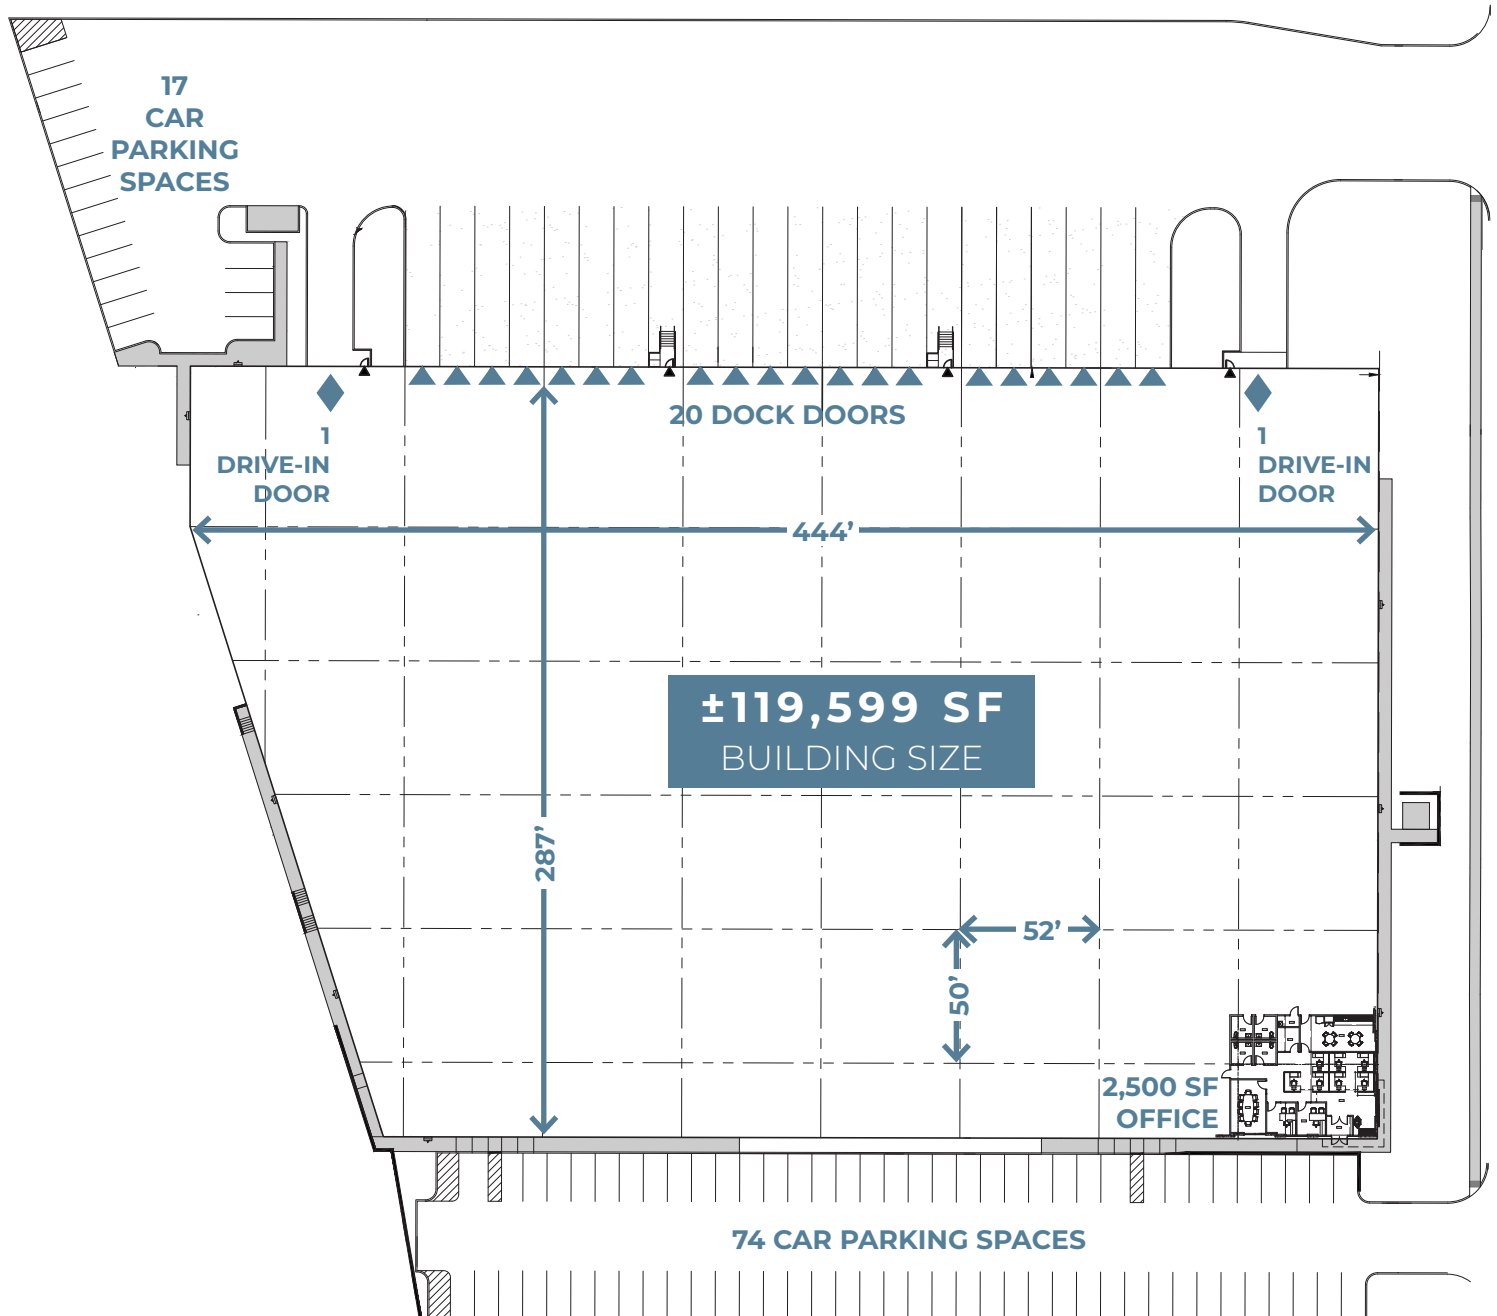 17
CAR
PARKING
SPACES
20 DOCK DOORS
1
DRIVE-IN
DOOR
1
DRIVE-IN
DOOR
444’
±119,599 SF
BUILDING SIZE
287’
52’
50’
2,500 SF
OFFICE
74 CAR PARKING SPACES